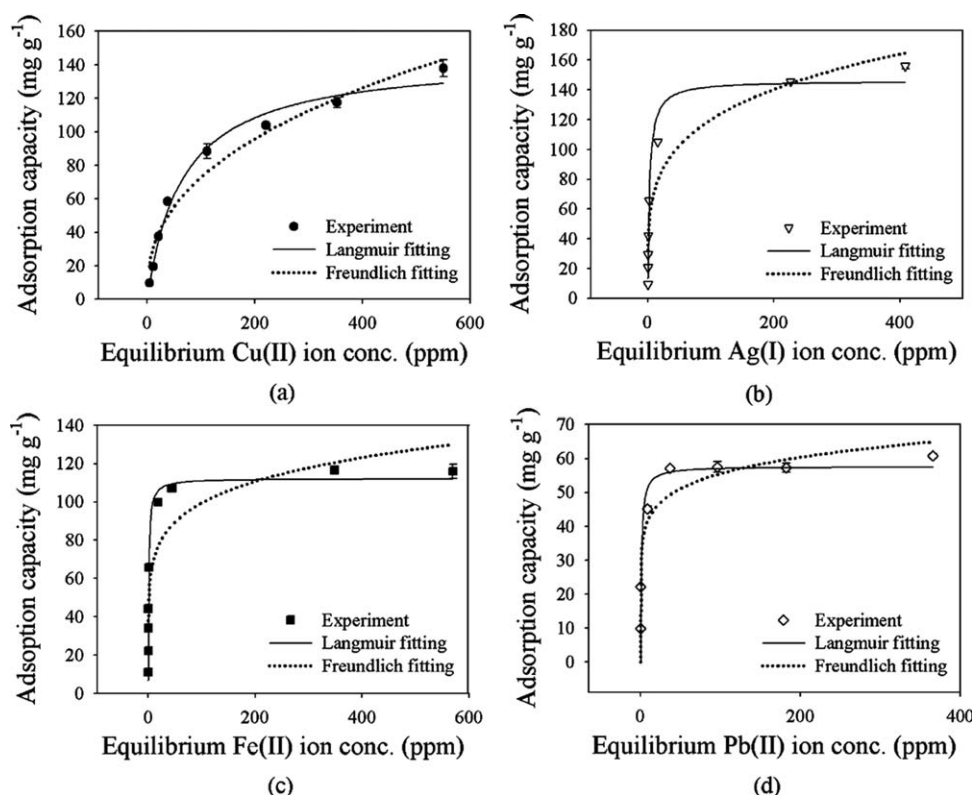 Adsorption capacity (mg g-1)
160
140
120
100
80
60
40
20
0
Experiment
Langmuir fitting
Freundlich fitting
0 200 400 600
Equilibrium Cu(II) ion conc. (ppm)
(a)
Adsorption capacity (mg g-1)
200
180
160
140
120
100
80
60
40
20
0
Experiment
Langmuir fitting
Freundlich fitting
0 200 400
Equilibrium Ag(I) ion conc. (ppm)
(b)
Adsoption capacity (mg g-1)
140
120
100
80
60
40
20
0
Experiment
Langmuir fitting
Freundlich fitting
0 200 400 600
Equilibrium Fe(II) ion conc. (ppm)
(c)
Adsorption capacity (mg g-1)
70
60
50
40
30
20
10
0
Experiment
Langmuir fitting
Freundlich fitting
0 200 400
Equilibrium Pb(II) ion conc. (ppm)
(d)